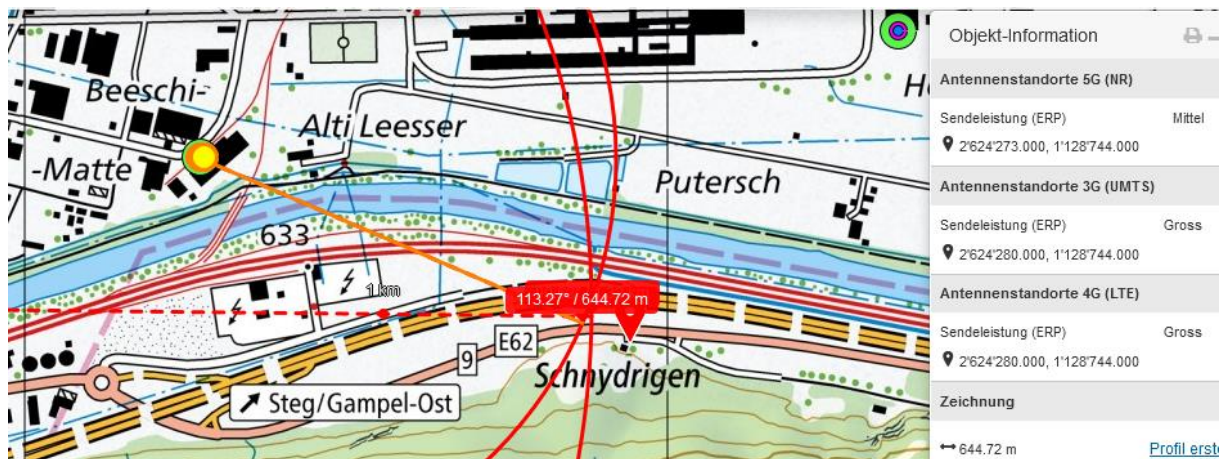 Beeschi-
-Matte
Alti Leesser
Putersch
633
1 km
113.27° / 644.72 m
E62
9
Schnydrigen
Steg/Gampel-Ost
Objekt-Information
Antennenstandorte 5G (NR)
Sendeleistung (ERP) Mittel
2'624'273.000, 1'128'744.000
Antennenstandorte 3G (UMTS)
Sendeleistung (ERP) Gross
2'624'280.000, 1'128'744.000
Antennenstandorte 4G (LTE)
Sendeleistung (ERP) Gross
2'624'280.000, 1'128'744.000
Zeichnung
644.72 m Profil erste